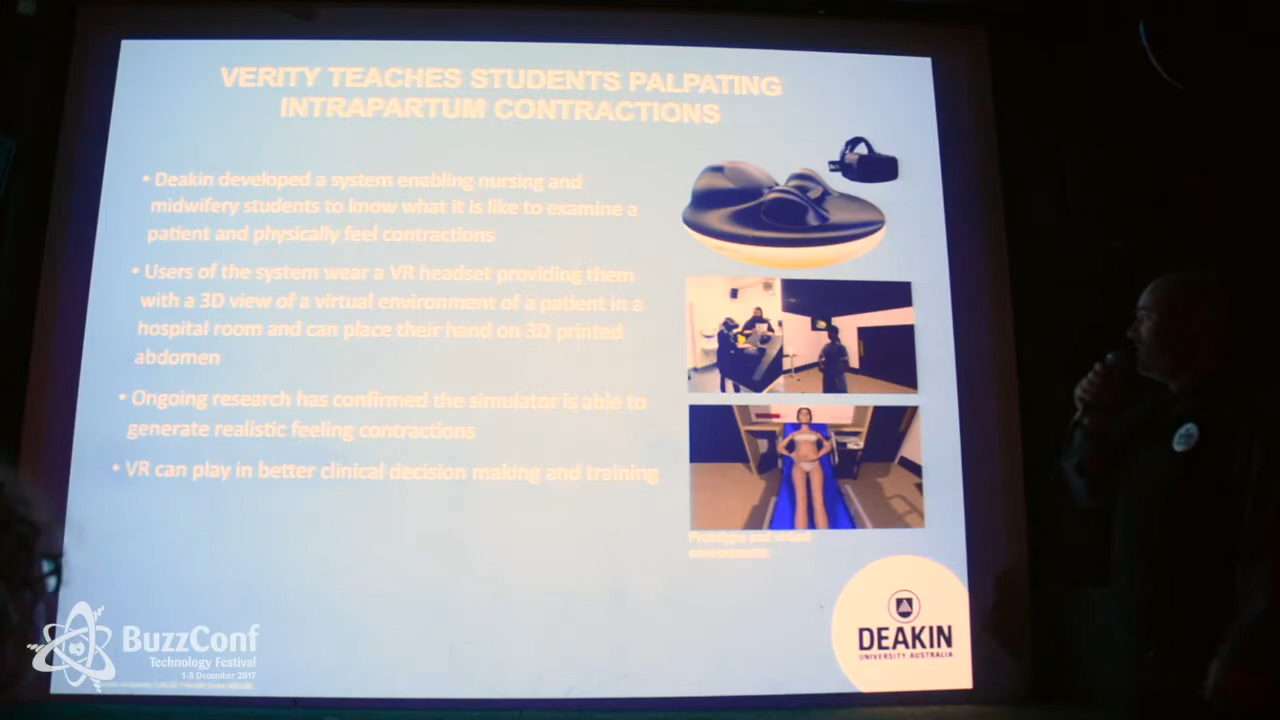 VERITY TEACHES STUDENTS PALPATING
INTRAPARTUM CONTRACTIONS
• Deakin developed a system enabling nursing and
midwifery students to know what it is like to examine a
patient and physically feel contractions
• Users of the system wear a VR headset providing them
with a 3D view of a virtual environment of a patient in a
hospital room and can place their hand on 3D printed
abdomen
• Ongoing research has confirmed the simulator is able to
generate realistic feeling contractions
• VR can play in better clinical decision making and training
Prototype and
DEAKIN
UNIVERSITY AUSTRALIA
BuzzConf
Technology Festival
1-3 December 2017